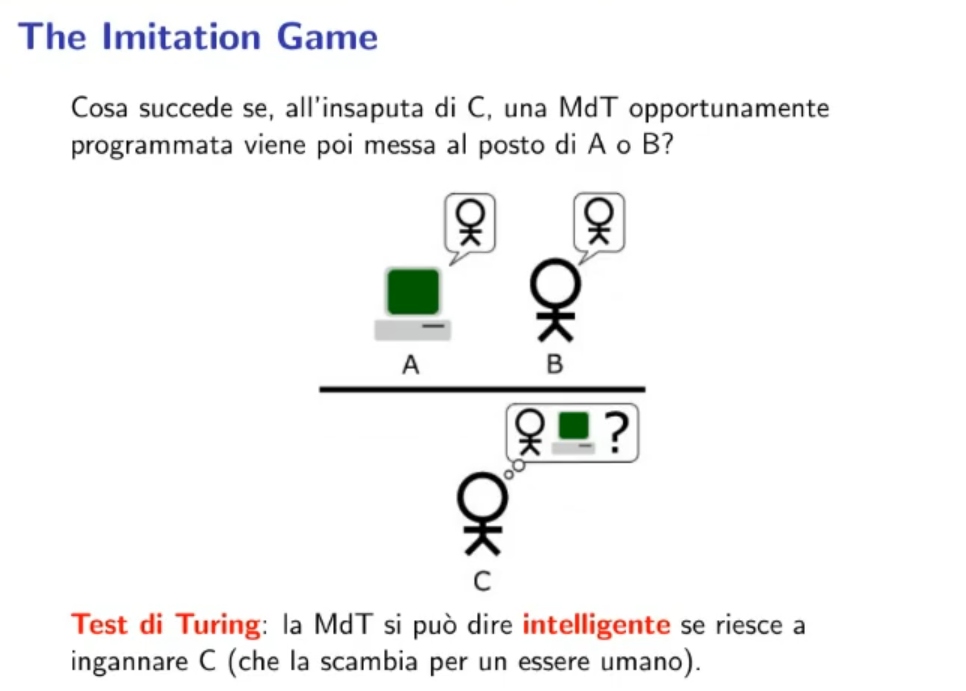 The Imitation Game
Cosa succede se, all'insaputa di C, una MdT opportunamente
programmata viene poi messa al posto di A o B?
A
B
?
C
Test di Turing: la MdT si può dire intelligente se riesce a
ingannare C (che la scambia per un essere umano).